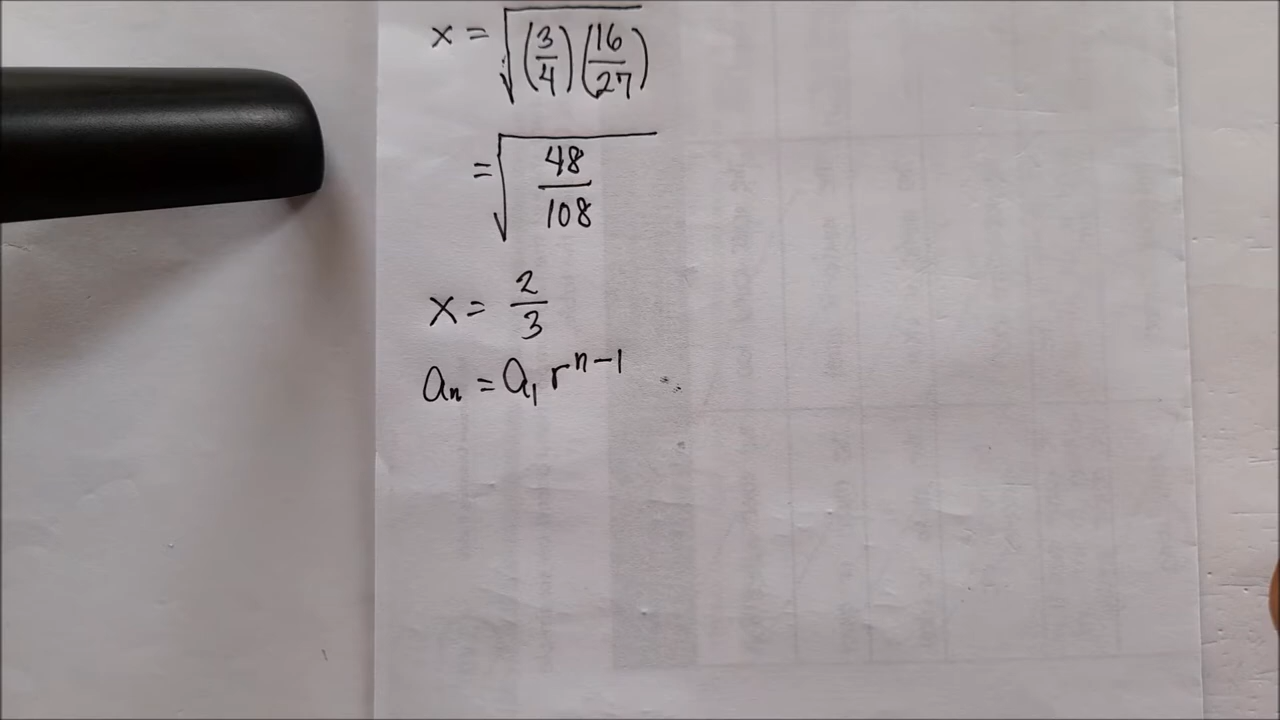 x = √(3/4)(16/27)
= √48/108
x = 2/3
aₙ = a₁ rⁿ⁻¹